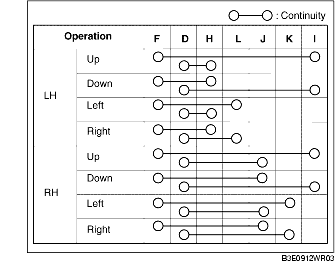 : Continuity
Operation F D H L J K I
Up
Down
LH
Left
Right
Up
Down
RH
Left
Right
B3E0912WR03